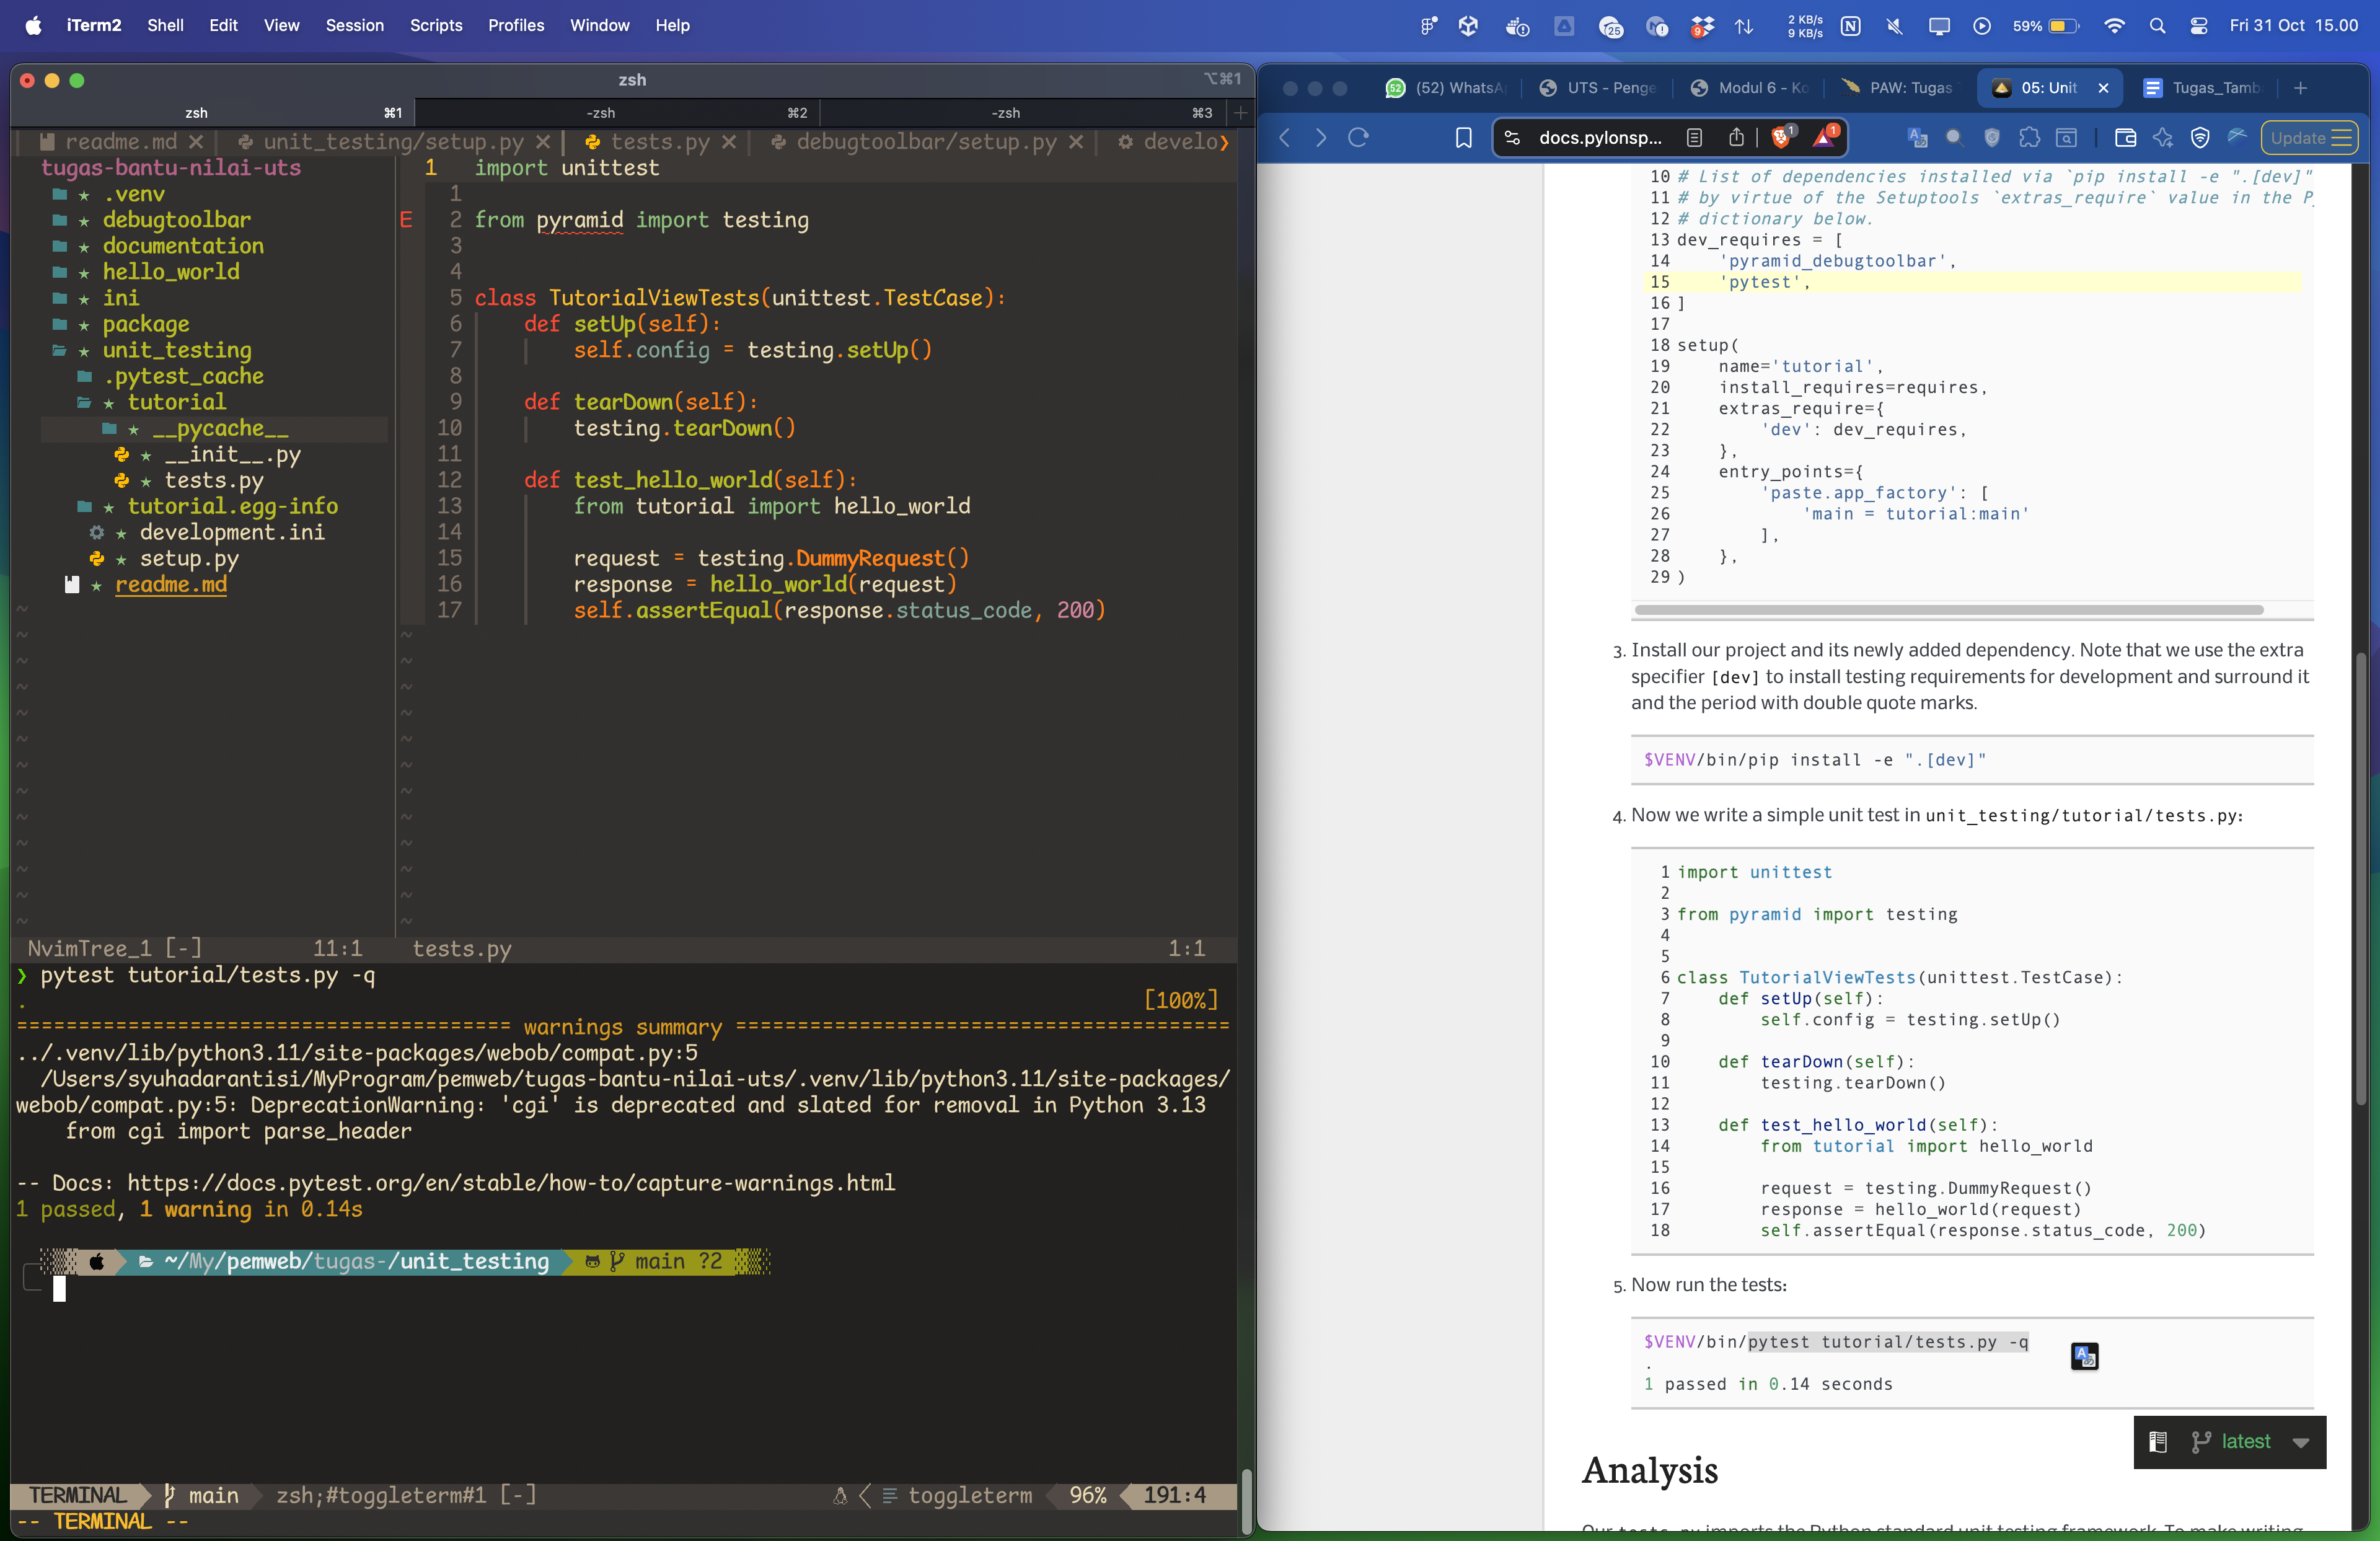 iTerm2 Shell Edit View Session Scripts Profiles Window Help
25
9
2 KB/s
9 KB/s
59%
Fri 31 Oct 15.00
zsh
⌥⌘1
zsh ⌘1
-zsh ⌘2
-zsh ⌘3
readme.md
unit_testing/setup.py
tests.py
debugtoolbar/setup.py
develo
tugas-bantu-nilai-uts
.venv
debugtoolbar
documentation
hello_world
ini
package
unit_testing
.pytest_cache
tutorial
__pycache__
__init__.py
tests.py
tutorial.egg-info
development.ini
setup.py
readme.md
1 import unittest
1
E 2 from pyramid import testing
3
4
5 class TutorialViewTests(unittest.TestCase):
6 def setUp(self):
7 self.config = testing.setUp()
8
9 def tearDown(self):
10 testing.tearDown()
11
12 def test_hello_world(self):
13 from tutorial import hello_world
14
15 request = testing.DummyRequest()
16 response = hello_world(request)
17 self.assertEqual(response.status_code, 200)
NvimTree_1 [-] 11:1 tests.py 1:1
❯ pytest tutorial/tests.py -q
. [100%]
======================================== warnings summary ========================================
../.venv/lib/python3.11/site-packages/webob/compat.py:5
/Users/syuhadarantisi/MyProgram/pemweb/tugas-bantu-nilai-uts/.venv/lib/python3.11/site-packages/
webob/compat.py:5: DeprecationWarning: 'cgi' is deprecated and slated for removal in Python 3.13
from cgi import parse_header
-- Docs: https://docs.pytest.org/en/stable/how-to/capture-warnings.html
1 passed, 1 warning in 0.14s
~/My/pemweb/tugas-/unit_testing main ?2
TERMINAL main zsh;#toggleterm#1 [-] toggleterm 96% 191:4
-- TERMINAL --
52
(52) WhatsA
UTS - Penge
Modul 6 - Ko
PAW: Tugas
05: Unit
Tugas_Tamb
docs.pylonsp...
1
1
Update
10 # List of dependencies installed via `pip install -e ".[dev]"
11 # by virtue of the Setuptools `extras_require` value in the P
12 # dictionary below.
13 dev_requires = [
14 'pyramid_debugtoolbar',
15 'pytest',
16 ]
17
18 setup(
19 name='tutorial',
20 install_requires=requires,
21 extras_require={
22 'dev': dev_requires,
23 },
24 entry_points={
25 'paste.app_factory': [
26 'main = tutorial:main'
27 ],
28 },
29 )
3. Install our project and its newly added dependency. Note that we use the extra
specifier [dev] to install testing requirements for development and surround it
and the period with double quote marks.
$VENV/bin/pip install -e ".[dev]"
4. Now we write a simple unit test in unit_testing/tutorial/tests.py:
1 import unittest
2
3 from pyramid import testing
4
5
6 class TutorialViewTests(unittest.TestCase):
7 def setUp(self):
8 self.config = testing.setUp()
9
10 def tearDown(self):
11 testing.tearDown()
12
13 def test_hello_world(self):
14 from tutorial import hello_world
15
16 request = testing.DummyRequest()
17 response = hello_world(request)
18 self.assertEqual(response.status_code, 200)
5. Now run the tests:
$VENV/bin/pytest tutorial/tests.py -q
.
1 passed in 0.14 seconds
latest
Analysis
Our tests.py imports the Python standard unit testing framework. To make writing